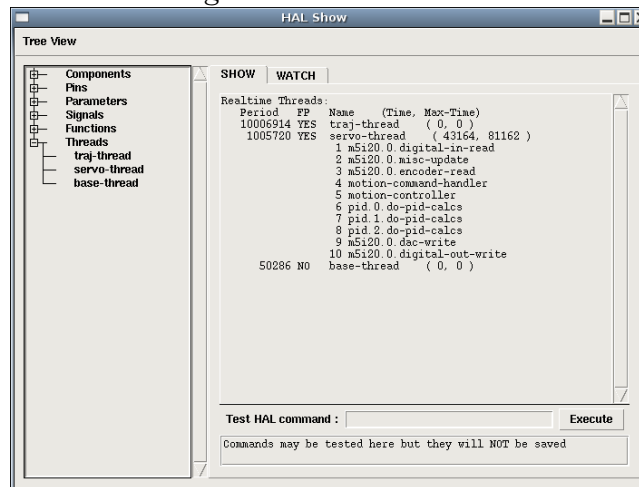 HAL Show
Tree View
Components
Pins
Parameters
Signals
Functions
Threads
traj-thread
servo-thread
base-thread
SHOW WATCH
Realtime Threads:
Period FP Name (Time, Max-Time)
10006914 YES traj-thread ( 0, 0 )
1005720 YES servo-thread ( 43164, 81162 )
1 m5i20.0.digital-in-read
2 m5i20.0.misc-update
3 m5i20.0.encoder-read
4 motion-command-handler
5 motion-controller
6 pid.0.do-pid-calcs
7 pid.1.do-pid-calcs
8 pid.2.do-pid-calcs
9 m5i20.0.dac-write
10 m5i20.0.digital-out-write
50286 NO base-thread ( 0, 0 )
Test HAL command : Execute
Commands may be tested here but they will NOT be saved